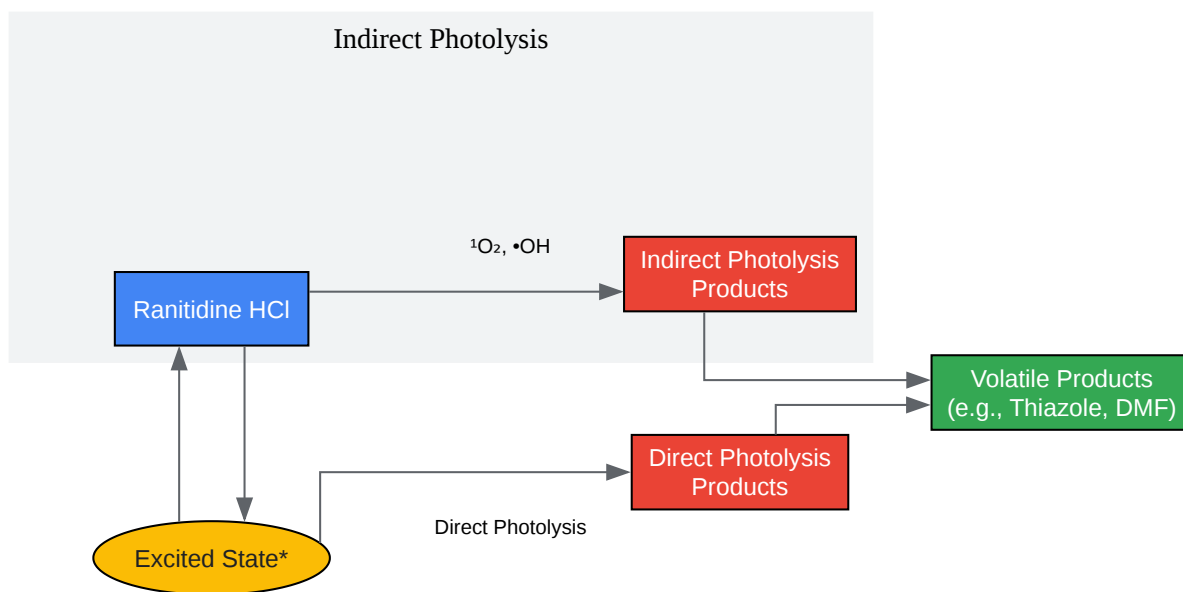 Indirect Photolysis
¹O₂, •OH
Indirect Photolysis
Products
Ranitidine HCl
Volatile Products
(e.g., Thiazole, DMF)
Direct Photolysis
Products
Direct Photolysis
Excited State*